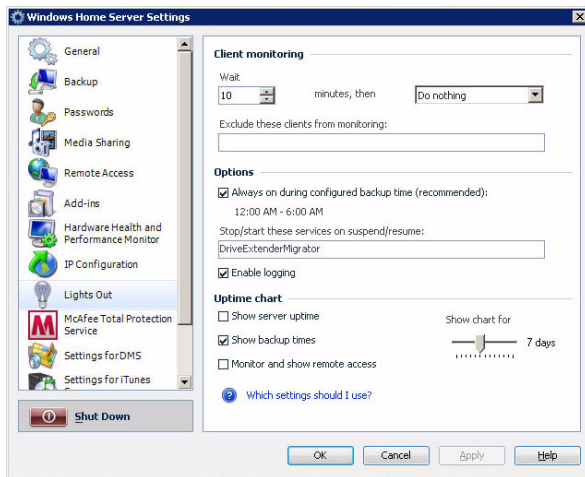 Windows Home Server Settings
General
Backup
Passwords
Media Sharing
Remote Access
Add-ins
Hardware Health and
Performance Monitor
IP Configuration
Lights Out
McAfee Total Protection
Service
Settings for DMS
Settings for iTunes
Shut Down
Client monitoring
Wait
10 minutes, then Do nothing
Exclude these clients from monitoring:
Options
Always on during configured backup time (recommended):
12:00 AM - 6:00 AM
Stop/start these services on suspend/resume:
DriveExtenderMigrator
Enable logging
Uptime chart
Show server uptime
Show chart for
Show backup times
7 days
Monitor and show remote access
Which settings should I use?
OK Cancel Apply Help